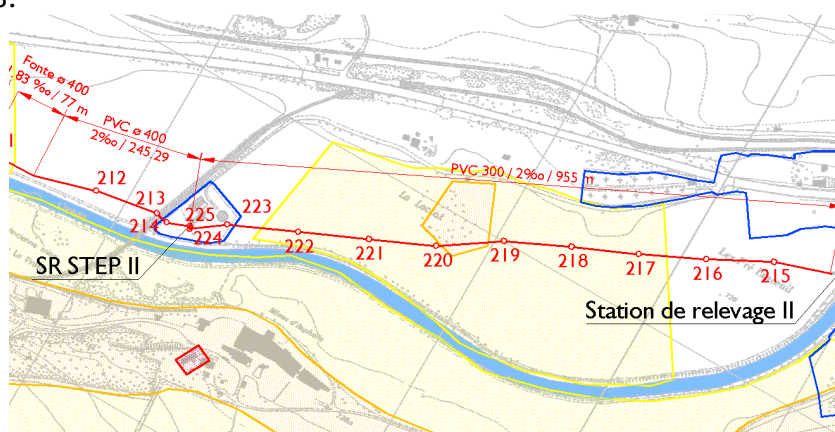 Fonte ø 400
83 ‰ / 77 m
PVC ø 400
2‰ / 245.29
PVC 300 / 2‰ / 955 m
212
213
214
225
224
223
222
221
220
219
218
217
216
215
SR STEP II
Station de relevage II